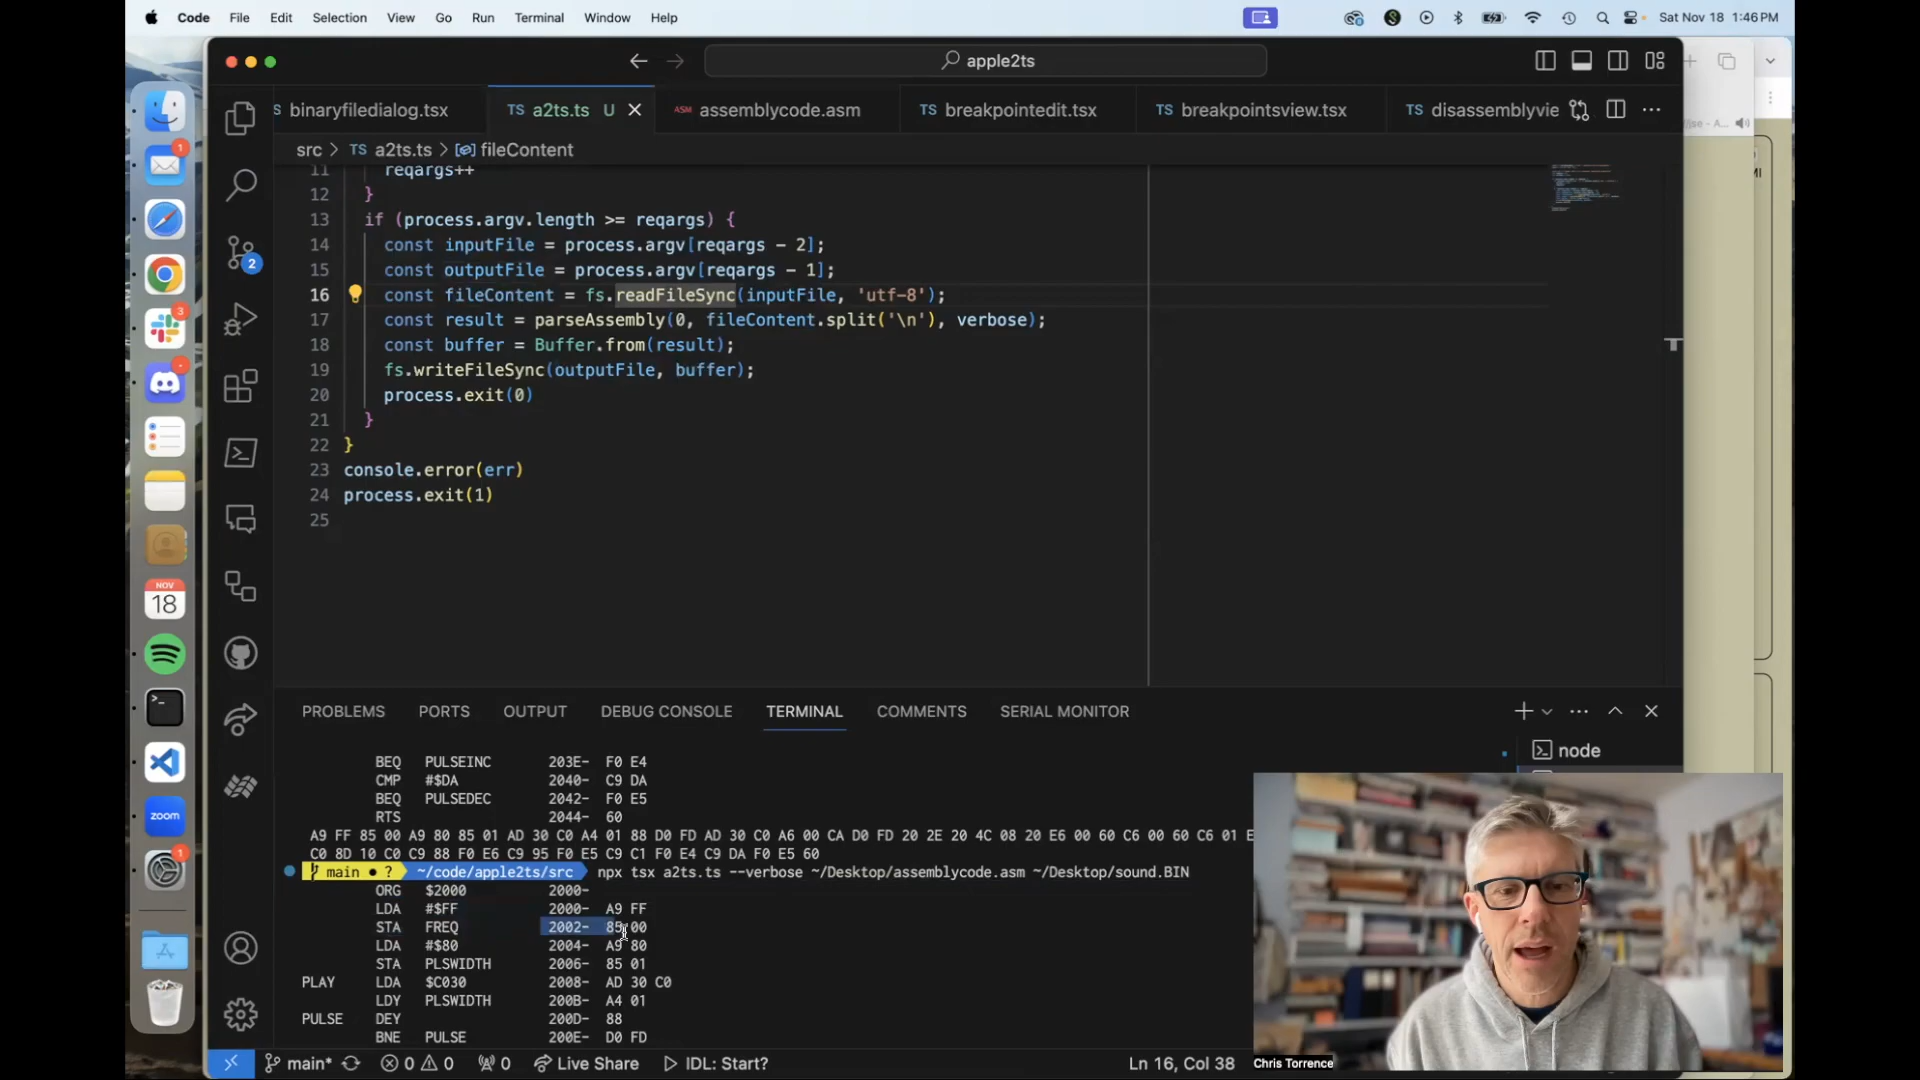 Code File Edit Selection View Go Run Terminal Window Help
Sat Nov 18 1:46 PM
apple2ts
binaryfiledialog.tsx
TS a2ts.ts U
ASM assemblycode.asm
TS breakpointedit.tsx
TS breakpointsview.tsx
TS disassemblyvie
src > TS a2ts.ts > fileContent
11 reqargs++
12 }
13 if (process.argv.length >= reqargs) {
14 const inputFile = process.argv[reqargs - 2];
15 const outputFile = process.argv[reqargs - 1];
16 const fileContent = fs.readFileSync(inputFile, 'utf-8');
17 const result = parseAssembly(0, fileContent.split('\n'), verbose);
18 const buffer = Buffer.from(result);
19 fs.writeFileSync(outputFile, buffer);
20 process.exit(0)
21 }
22 }
23 console.error(err)
24 process.exit(1)
25
PROBLEMS PORTS OUTPUT DEBUG CONSOLE TERMINAL COMMENTS SERIAL MONITOR
node
BEQ PULSEINC 203E- F0 E4
CMP #$DA 2040- C9 DA
BEQ PULSEDEC 2042- F0 E5
RTS 2044- 60
A9 FF 85 00 A9 80 85 01 AD 30 C0 A4 01 88 D0 FD AD 30 C0 A6 00 CA D0 FD 20 2E 20 4C 08 20 E6 00 60 C6 00 60 C6 01 E
C0 8D 10 C0 C9 88 F0 E6 C9 95 F0 E5 C9 C1 F0 E4 C9 DA F0 E5 60
main ● ? ~/code/apple2ts/src npx tsx a2ts.ts --verbose ~/Desktop/assemblycode.asm ~/Desktop/sound.BIN
ORG $2000 2000-
LDA #$FF 2000- A9 FF
STA FREQ 2002- 85 00
LDA #$80 2004- A9 80
STA PLSWIDTH 2006- 85 01
PLAY LDA $C030 2008- AD 30 C0
LDY PLSWIDTH 200B- A4 01
PULSE DEY 200D- 88
BNE PULSE 200E- D0 FD
main* 0 0 0 Live Share IDL: Start? Ln 16, Col 38
Chris Torrence
NOV
18
zoom
2
1
3
1